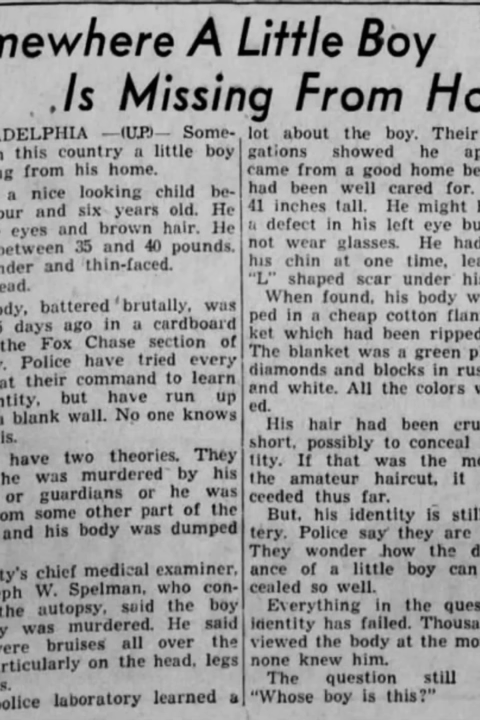 mewhere A Little Boy
Is Missing From Ho
DELPHIA —(U.P.)— Some-
n this country a little boy
ng from his home.
a nice looking child be-
our and six years old. He
eyes and brown hair. He
between 35 and 40 pounds.
nder and thin-faced.
ead.
ody, battered brutally, was
days ago in a cardboard
the Fox Chase section of
Police have tried every
at their command to learn
ntity, but have run up
blank wall. No one knows
is.
have two theories. They
he was murdered by his
or guardians or he was
om some other part of the
and his body was dumped
ty's chief medical examiner,
ph W. Spelman, who con-
the autopsy, said the boy
y was murdered. He said
ere bruises all over the
rticularly on the head, legs
s.
olice laboratory learned a
lot about the boy. Their
gations showed he ap
came from a good home be
had been well cared for.
41 inches tall. He might h
a defect in his left eye bu
not wear glasses. He had
his chin at one time, lea
"L" shaped scar under hi
When found, his body w
ped in a cheap cotton flan
ket which had been ripped
The blanket was a green p
diamonds and blocks in rus
and white. All the colors w
ed.
His hair had been cru
short, possibly to conceal
tity. If that was the mo
the amateur haircut, it
ceeded thus far.
But, his identity is still
tery. Police say they are
They wonder how the d
ance of a little boy can
cealed so well.
Everything in the ques
identity has failed. Thousa
viewed the body at the mo
none knew him.
The question still
"Whose boy is this?"